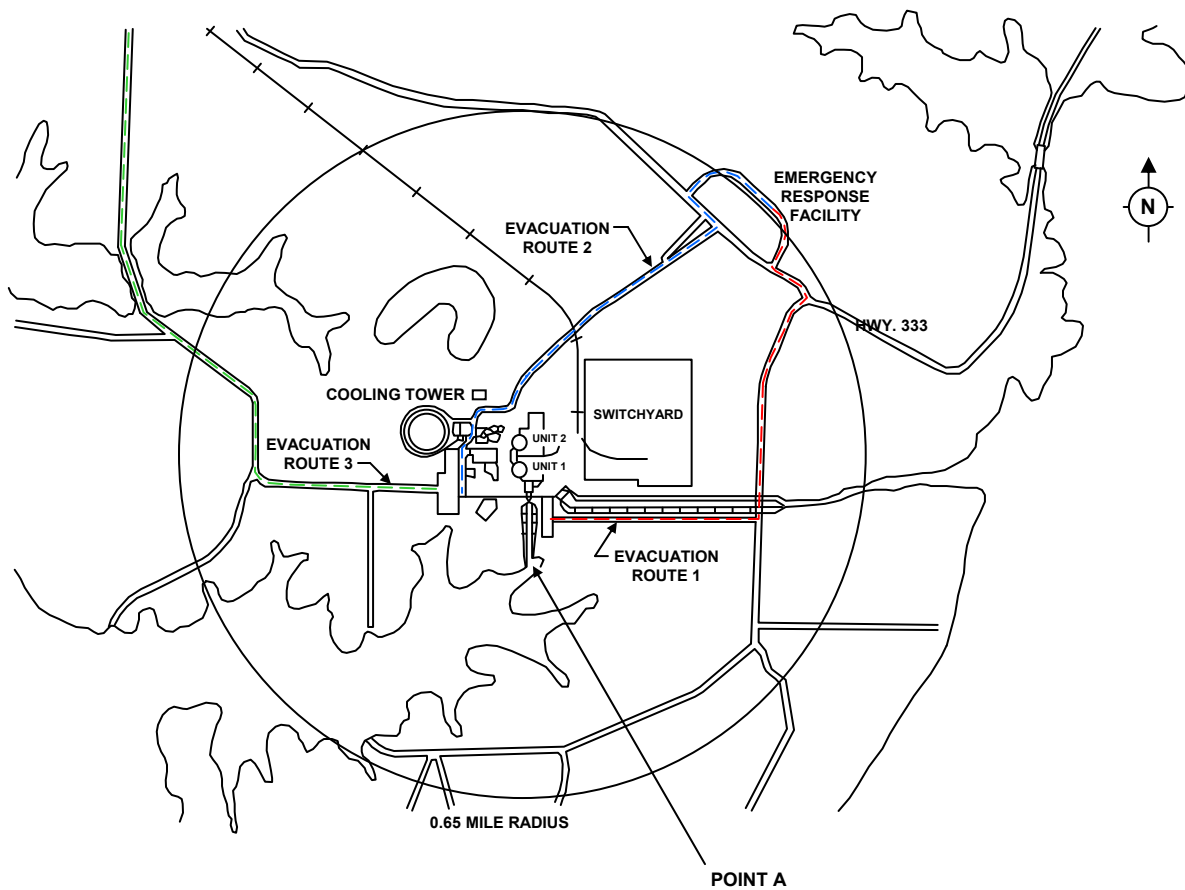 EMERGENCY
RESPONSE
FACILITY
N
EVACUATION
ROUTE 2
HWY. 333
COOLING TOWER
SWITCHYARD
UNIT 2
EVACUATION
ROUTE 3
UNIT 1
EVACUATION
ROUTE 1
0.65 MILE RADIUS
POINT A